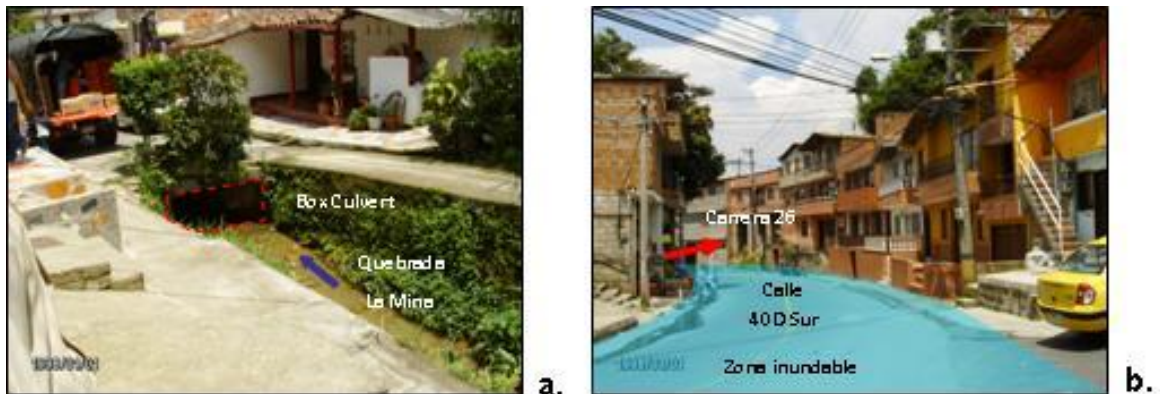 Box Culvert
Quebrada
La Mina
a.
Carrera 26
Calle
40 D Sur
Zona inundable
b.